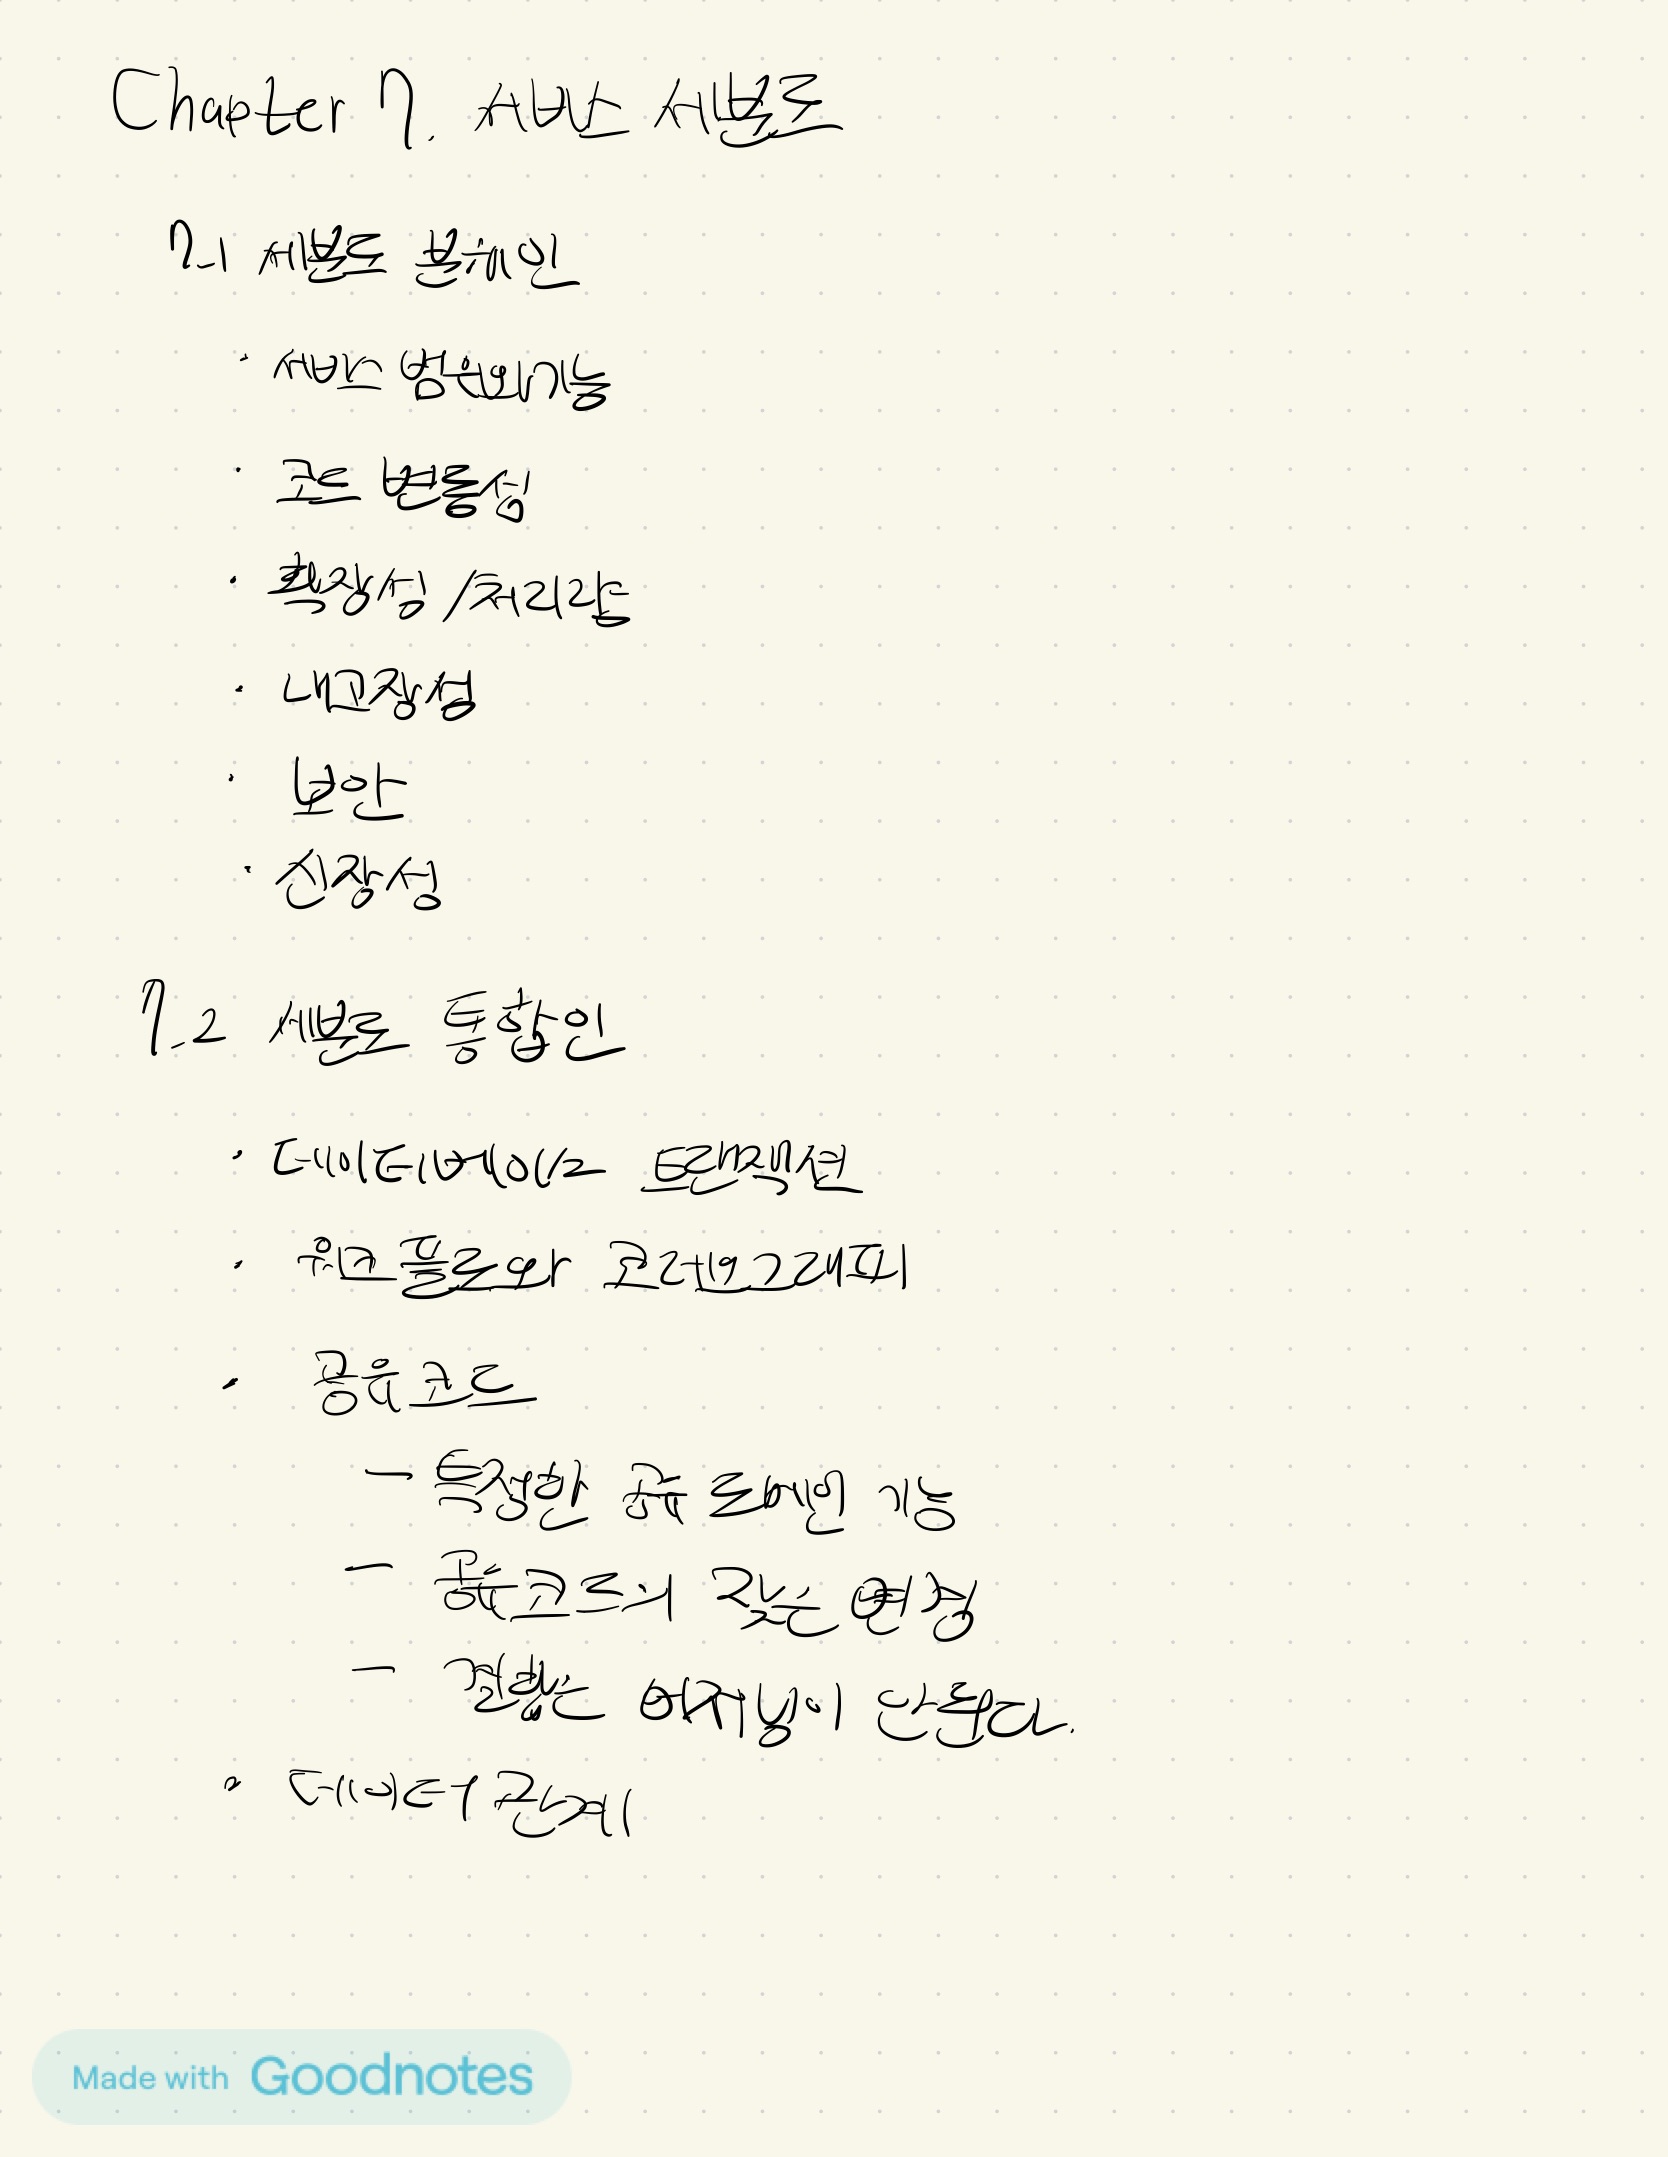 Chapter 7. 서비스 세분도
7-1 세분도 분해인
· 서비스 범위와 기능
· 코드 변동성
· 확장성 / 처리량
· 내고장성
· 보안
· 신장성
7-2 세분도 통합인
· 데이터베이스 트랜잭션
· 워크플로와 코레오그래피
· 공유 코드
- 특정한 공유 도메인 기능
- 공유 코드의 잦은 변경
- 결함은 버저닝이 안된다.
· 데이터 관계
Made with Goodnotes